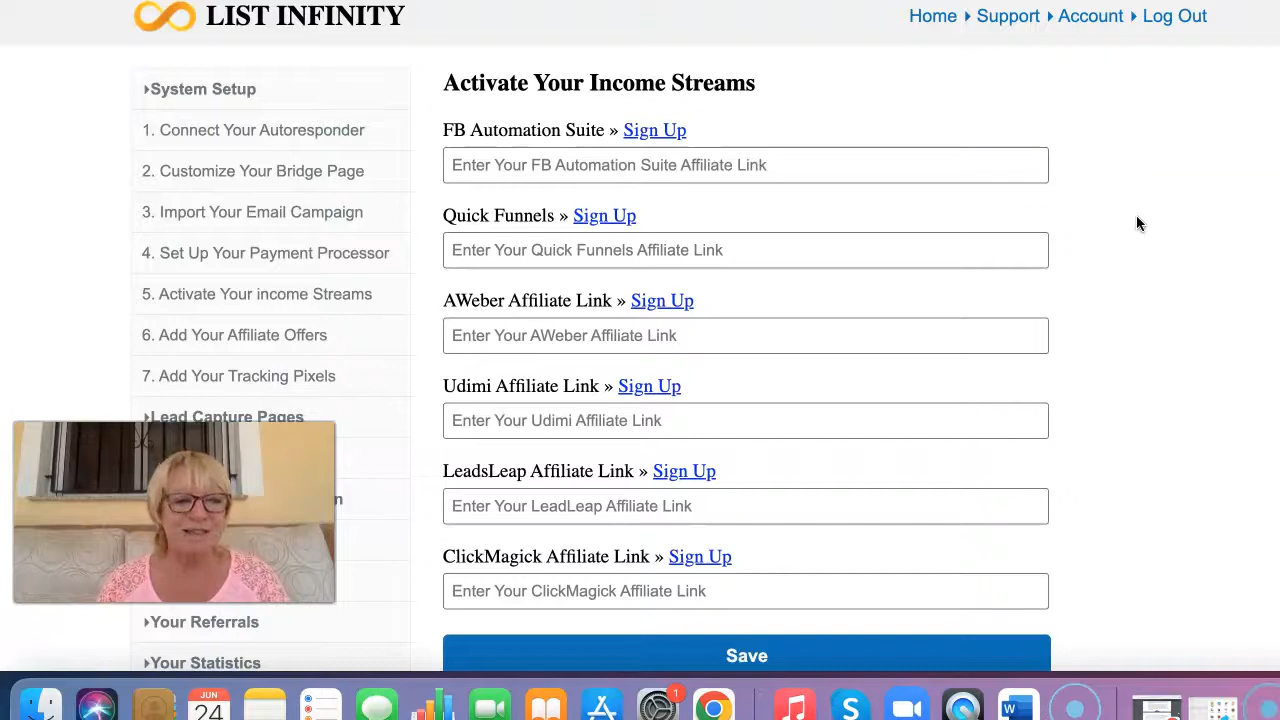 LIST INFINITY
Home Support Account Log Out
System Setup
1. Connect Your Autoresponder
2. Customize Your Bridge Page
3. Import Your Email Campaign
4. Set Up Your Payment Processor
5. Activate Your income Streams
6. Add Your Affiliate Offers
7. Add Your Tracking Pixels
Lead Capture Pages
Your Referrals
Your Statistics
Activate Your Income Streams
FB Automation Suite » Sign Up
Enter Your FB Automation Suite Affiliate Link
Quick Funnels » Sign Up
Enter Your Quick Funnels Affiliate Link
AWeber Affiliate Link » Sign Up
Enter Your AWeber Affiliate Link
Udimi Affiliate Link » Sign Up
Enter Your Udimi Affiliate Link
LeadsLeap Affiliate Link » Sign Up
Enter Your LeadLeap Affiliate Link
ClickMagick Affiliate Link » Sign Up
Enter Your ClickMagick Affiliate Link
Save
JUN
24
1
S
W